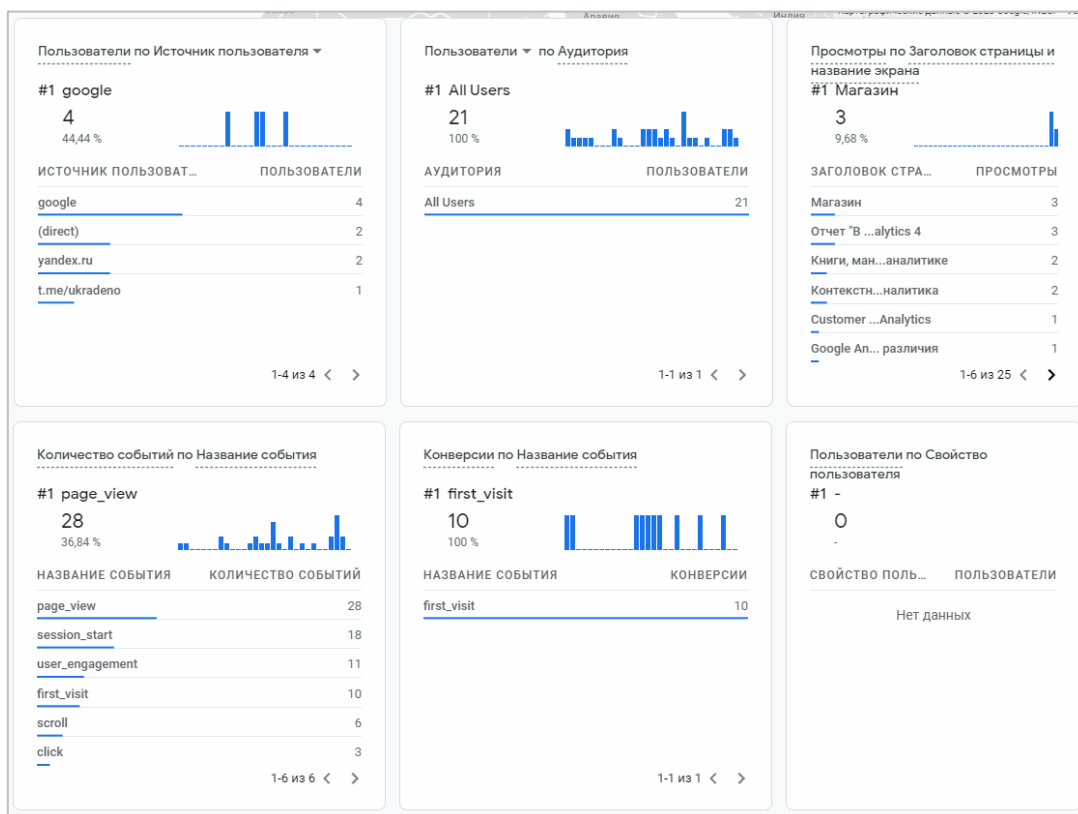 Аравия
Индия
Пользователи по Источник пользователя
#1 google
4
44,44 %
ИСТОЧНИК ПОЛЬЗОВАТ... ПОЛЬЗОВАТЕЛИ
google 4
(direct) 2
yandex.ru 2
t.me/ukradeno 1
1-4 из 4
Пользователи по Аудитория
#1 All Users
21
100 %
АУДИТОРИЯ ПОЛЬЗОВАТЕЛИ
All Users 21
1-1 из 1
Просмотры по Заголовок страницы и
название экрана
#1 Магазин
3
9,68 %
ЗАГОЛОВОК СТРА... ПРОСМОТРЫ
Магазин 3
Отчет "В ...alytics 4 3
Книги, ман...аналитике 2
Контекстн...налитика 2
Customer ...Analytics 1
Google An... различия 1
1-6 из 25
Количество событий по Название события
#1 page_view
28
36,84 %
НАЗВАНИЕ СОБЫТИЯ КОЛИЧЕСТВО СОБЫТИЙ
page_view 28
session_start 18
user_engagement 11
first_visit 10
scroll 6
click 3
1-6 из 6
Конверсии по Название события
#1 first_visit
10
100 %
НАЗВАНИЕ СОБЫТИЯ КОНВЕРСИИ
first_visit 10
1-1 из 1
Пользователи по Свойство
пользователя
#1 -
0
-
СВОЙСТВО ПОЛЬ... ПОЛЬЗОВАТЕЛИ
Нет данных